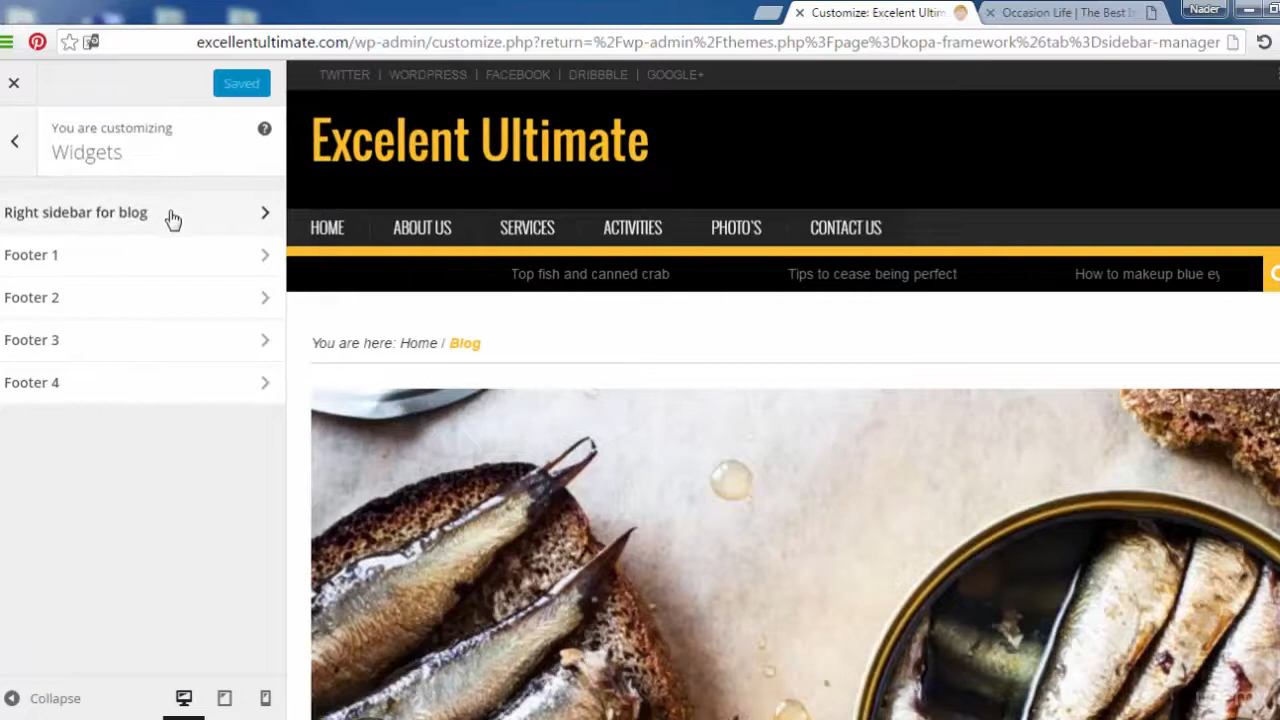 Customize: Excellent Ultim
Occasion Life | The Best I
Nader
excellentultimate.com/wp-admin/customize.php?return=%2Fwp-admin%2Fthemes.php%3Fpage%3Dkopa-framework%26tab%3Dsidebar-manager
Saved
You are customizing
Widgets
Right sidebar for blog
Footer 1
Footer 2
Footer 3
Footer 4
Collapse
TWITTER | WORDPRESS | FACEBOOK | DRIBBBLE | GOOGLE+
Excelent Ultimate
HOME ABOUT US SERVICES ACTIVITIES PHOTO`S CONTACT US
Top fish and canned crab Tips to cease being perfect How to makeup blue ey
You are here: Home / Blog